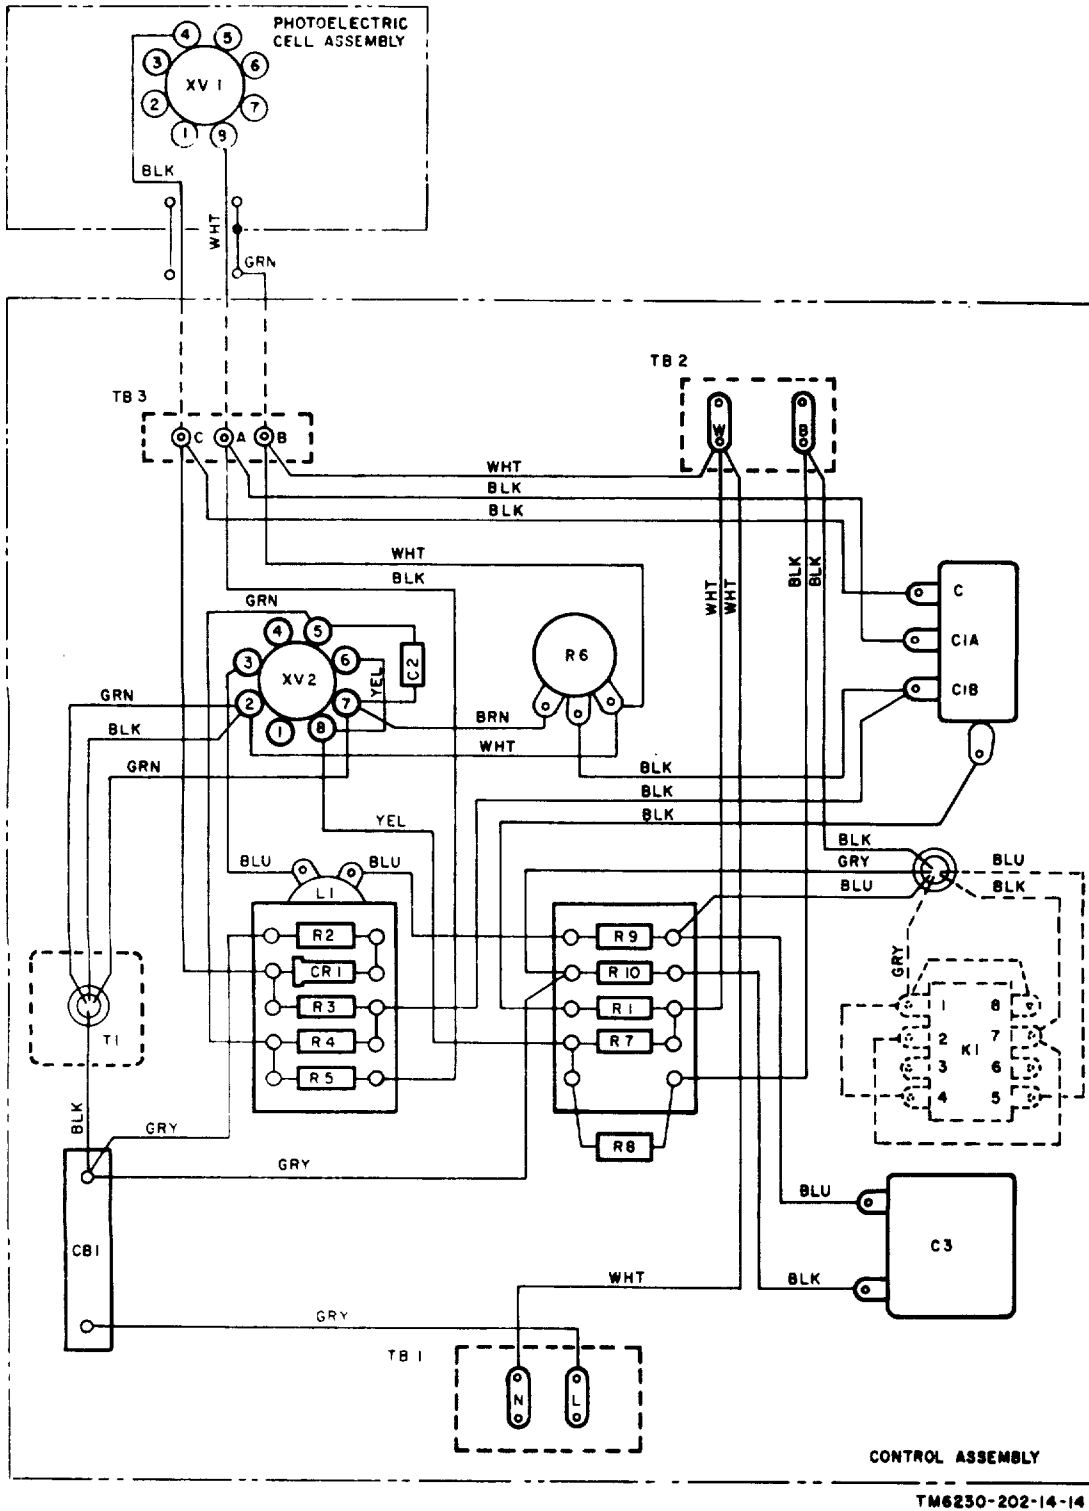 PHOTOELECTRIC
CELL ASSEMBLY
4
5
3
6
XV 1
2
7
1
8
BLK
WHT
GRN
TB 3
TB 2
C
A
B
W
B
WHT
BLK
BLK
WHT
BLK
WHT
WHT
BLK
BLK
GRN
C
C1A
C1B
4
5
3
6
XV2
2
7
1
8
YEL
C2
R6
GRN
BLK
GRN
BRN
WHT
BLK
BLK
BLK
YEL
BLK
GRY
BLU
BLU
BLK
BLU
BLU
L1
R2
CR1
R3
R4
R5
R9
R10
R1
R7
R8
GRY
1
8
2
7
K1
3
6
4
5
T1
BLK
GRY
GRY
CB1
BLU
BLK
C3
WHT
GRY
TB 1
N
L
CONTROL ASSEMBLY
TM6230-202-14-14